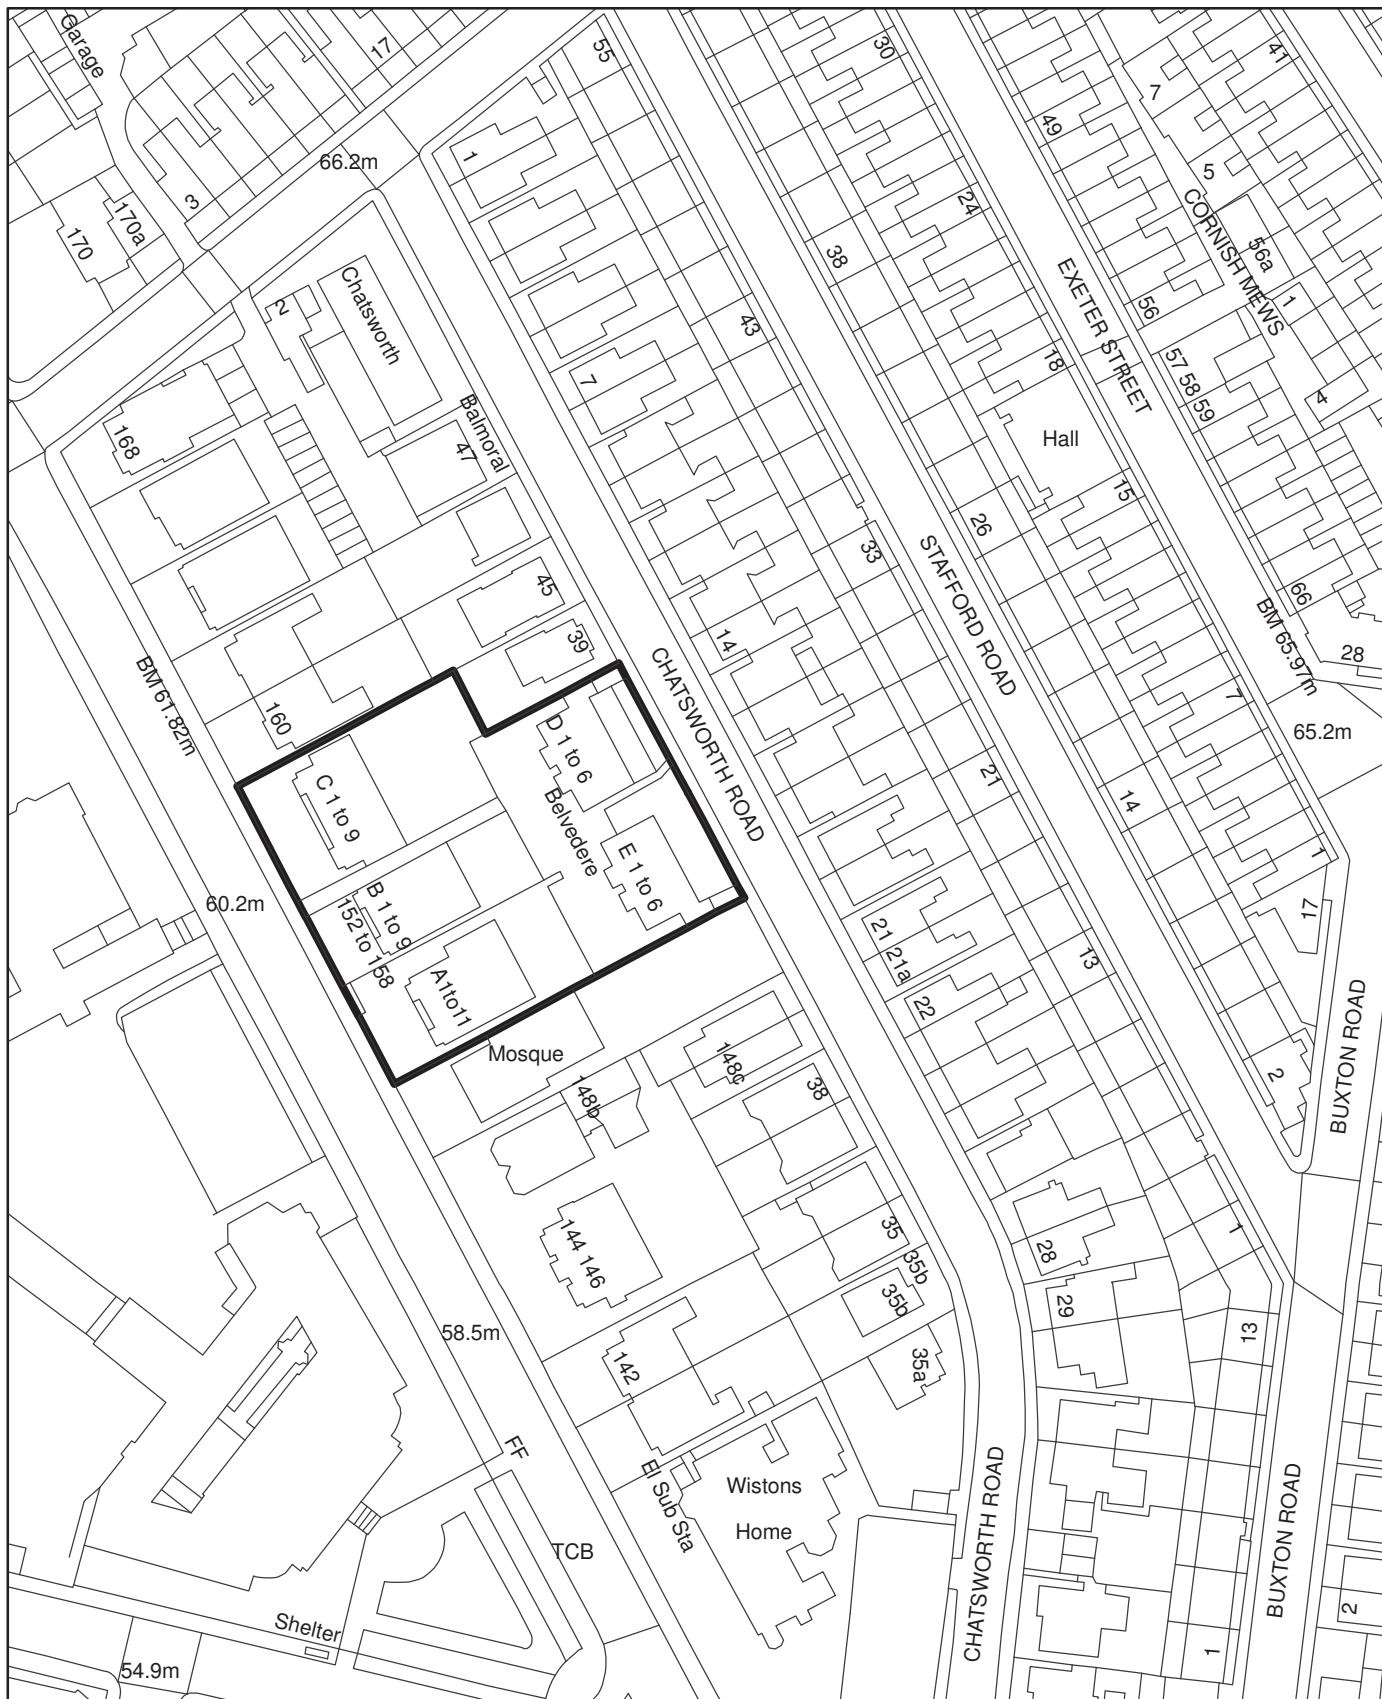 Garage
17
55
30
41
7
49
1
66.2m
5
3
170a
170
24
CORNISH MEWS
38
56a
EXETER STREET
2
Chatsworth
1
56
43
18
57 58 59
7
4
Balmoral
168
47
Hall
15
26
33
STAFFORD ROAD
45
66
BM 65.97m
39
14
28
CHATSWORTH ROAD
BM 61.82m
7
160
65.2m
D 1 to 6
21
C 1 to 9
14
Belvedere
E 1 to 6
1
60.2m
B 1 to 9
152 to 158
17
21
21a
13
A1to11
22
BUXTON ROAD
Mosque
148c
2
148b
38
144 146
35
1
28
35b
35b
29
58.5m
13
142
35a
FF
El Sub Sta
Wistons
Home
CHATSWORTH ROAD
BUXTON ROAD
TCB
Shelter
2
1
54.9m